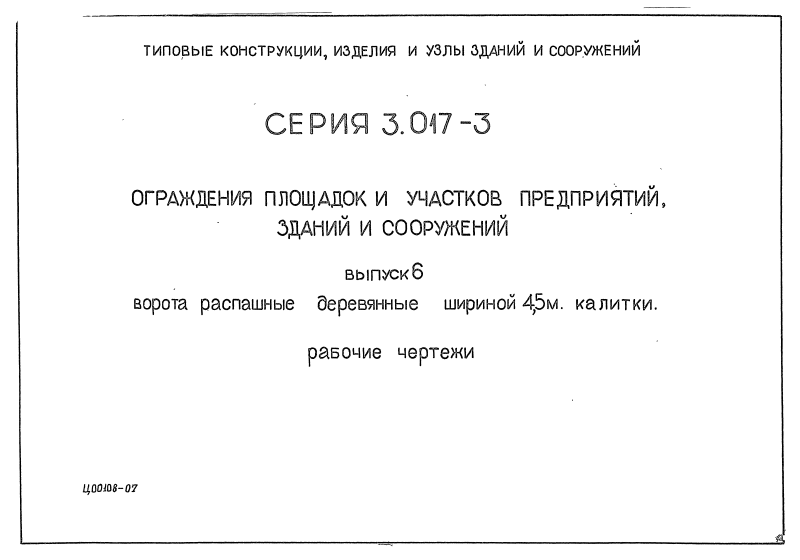 ТИПОВЫЕ КОНСТРУКЦИИ, ИЗДЕЛИЯ И УЗЛЫ ЗДАНИЙ И СООРУЖЕНИЙ
СЕРИЯ 3.017-3
ОГРАЖДЕНИЯ ПЛОЩАДОК И УЧАСТКОВ ПРЕДПРИЯТИЙ,
ЗДАНИЙ И СООРУЖЕНИЙ
ВЫПУСК 6
ворота распашные деревянные шириной 4,5м. калитки.
рабочие чертежи
Ц00108-07